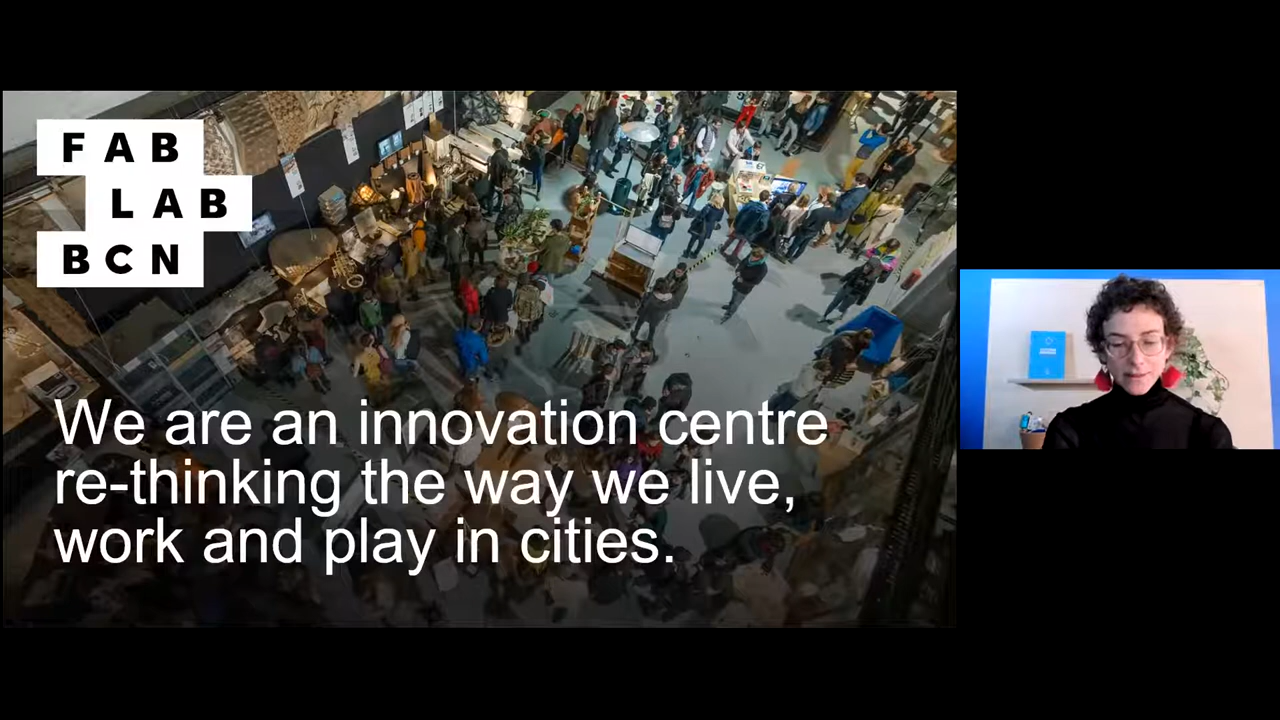 FAB
LAB
BCN
We are an innovation centre
re-thinking the way we live,
work and play in cities.